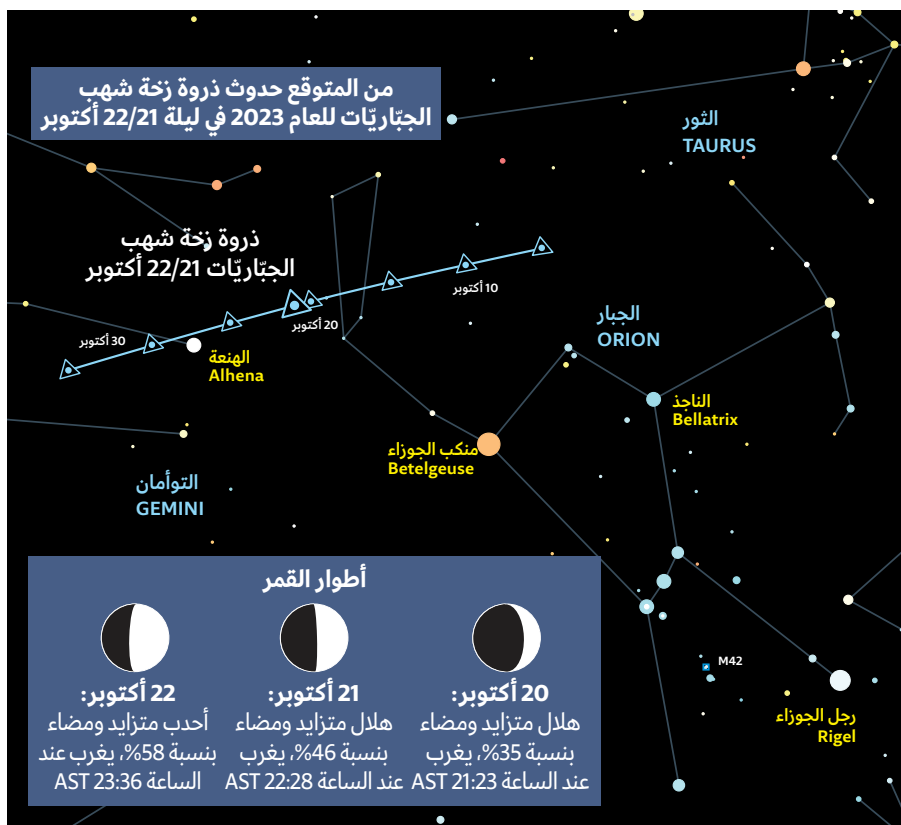 من المتوقع حدوث ذروة زخة شهب
الجبّاريّات للعام 2023 في ليلة 22/21 أكتوبر
الثور
TAURUS
ذروة زخة شهب
الجبّاريّات 22/21 أكتوبر
10 أكتوبر
20 أكتوبر
30 أكتوبر
الجبار
ORION
الهنعة
Alhena
الناجذ
Bellatrix
منكب الجوزاء
Betelgeuse
التوأمان
GEMINI
M42
رجل الجوزاء
Rigel
أطوار القمر
20 أكتوبر:
هلال متزايد ومضاء
بنسبة 35%، يغرب
عند الساعة 21:23 AST
21 أكتوبر:
هلال متزايد ومضاء
بنسبة 46%، يغرب
عند الساعة 22:28 AST
22 أكتوبر:
أحدب متزايد ومضاء
بنسبة 58%، يغرب عند
الساعة 23:36 AST